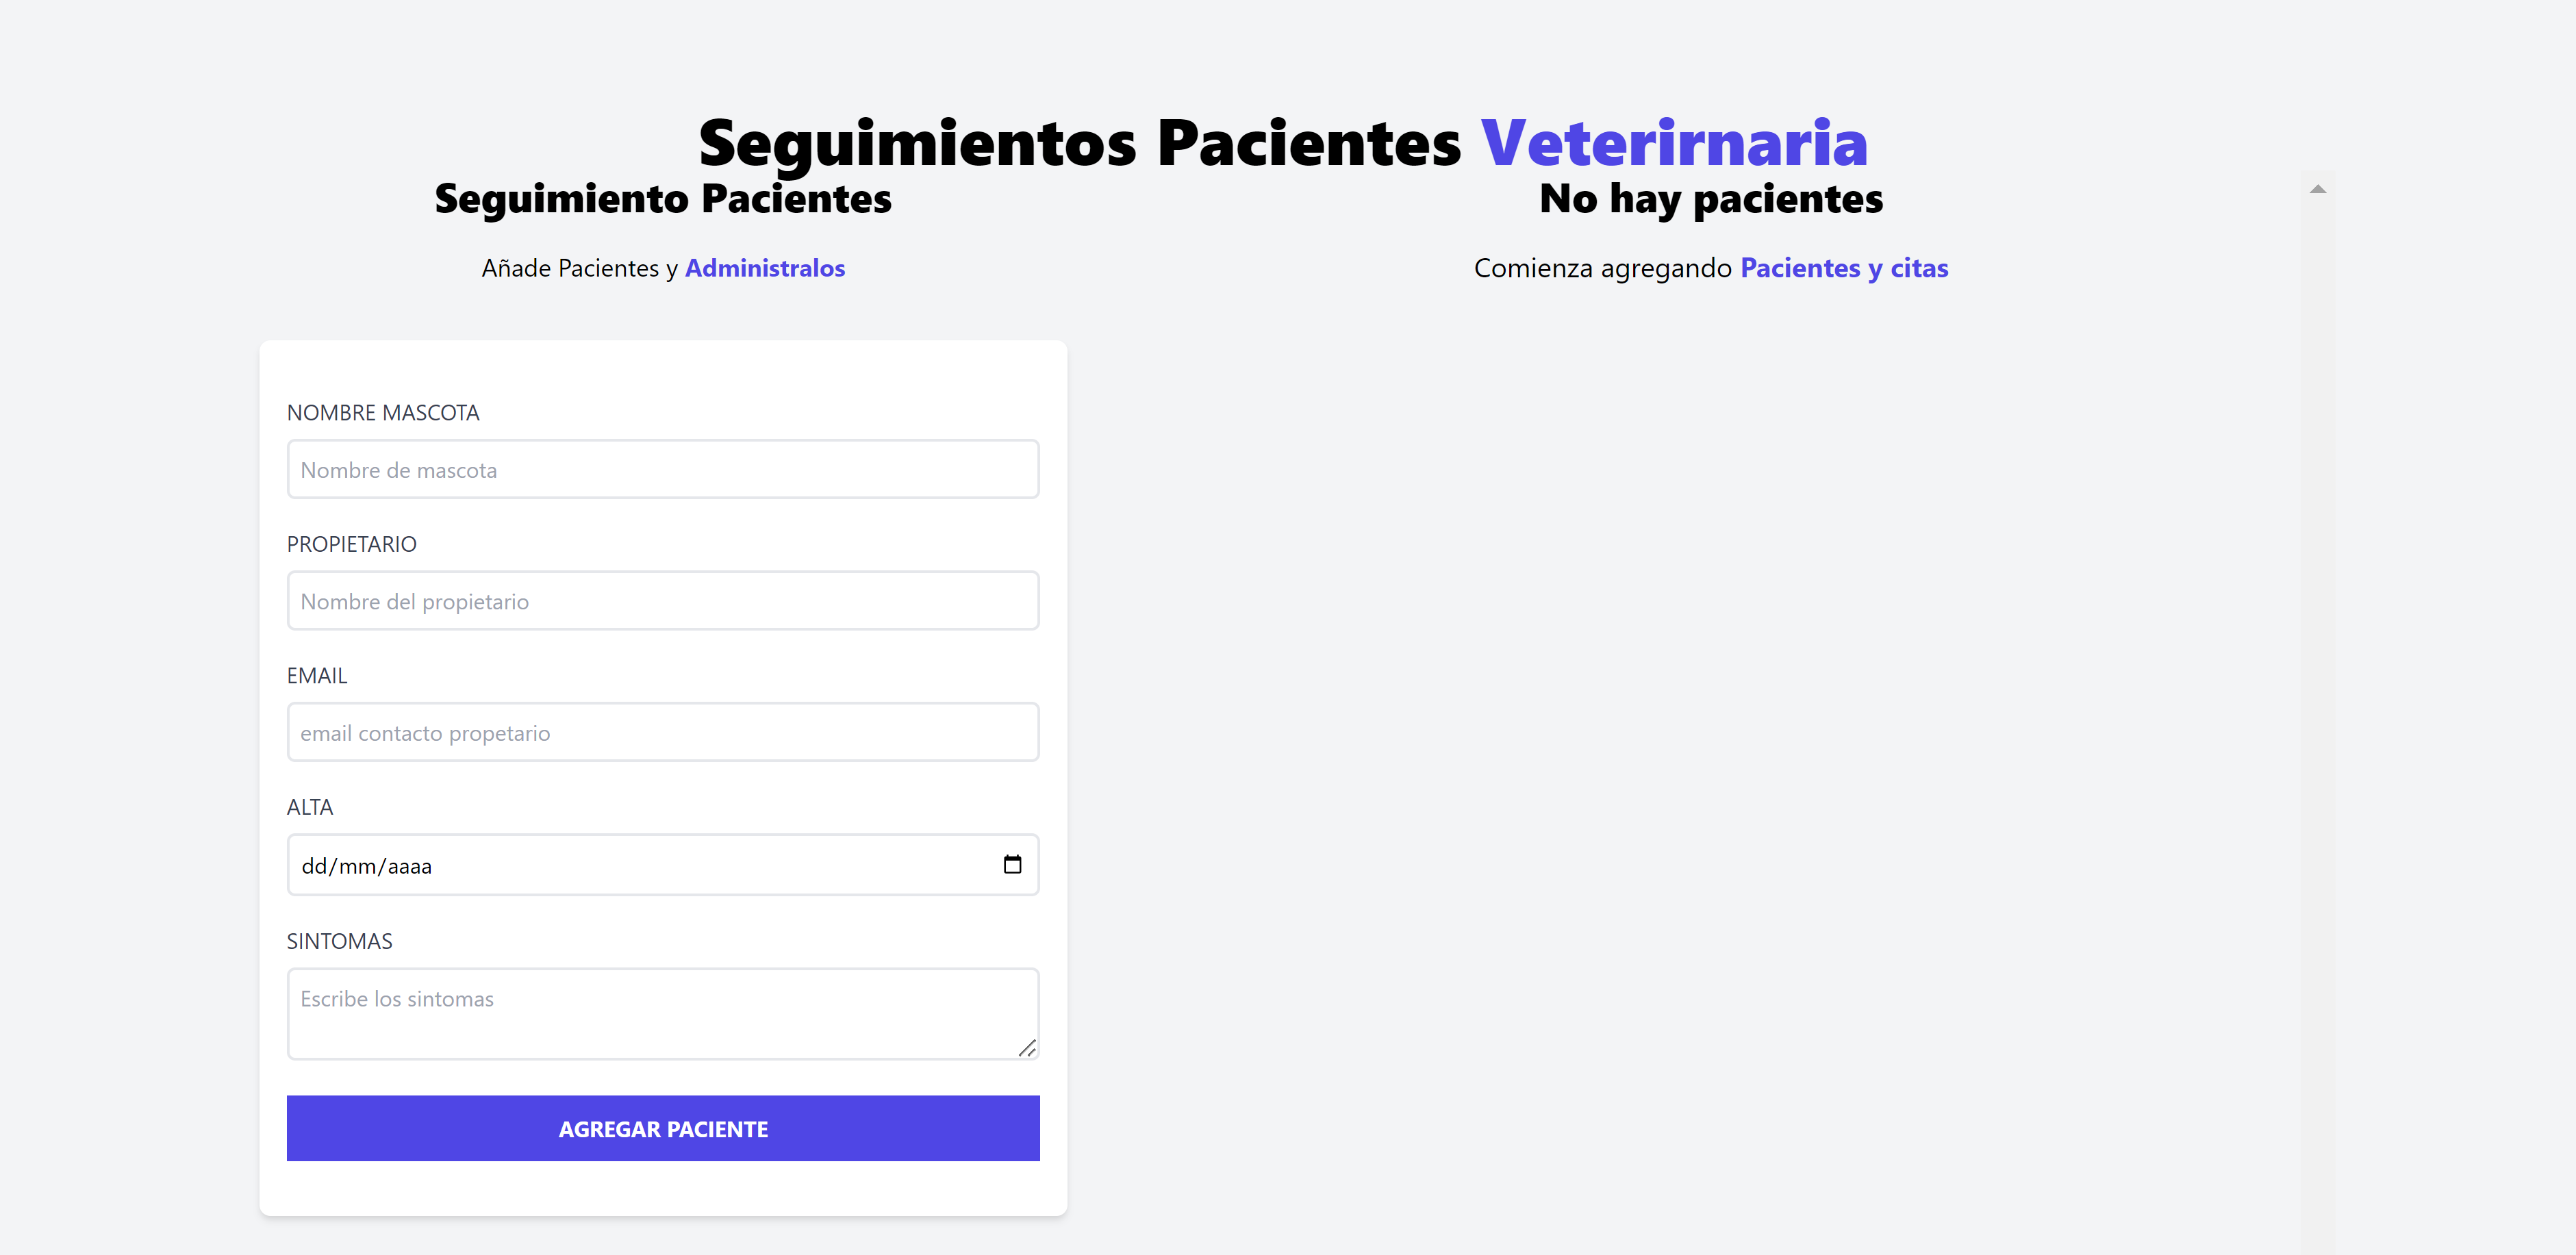 Seguimientos Pacientes Veterirnaria
Seguimiento Pacientes
Añade Pacientes y Administralos
NOMBRE MASCOTA
Nombre de mascota
PROPIETARIO
Nombre del propietario
EMAIL
email contacto propetario
ALTA
dd/mm/aaaa
SINTOMAS
Escribe los sintomas
AGREGAR PACIENTE
No hay pacientes
Comienza agregando Pacientes y citas